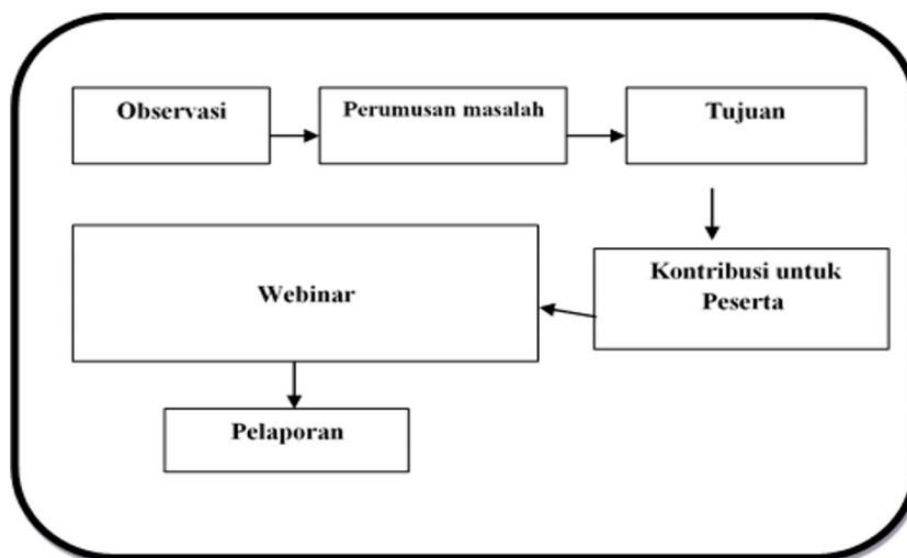 Observasi
Perumusan masalah
Tujuan
Kontribusi untuk
Peserta
Webinar
Pelaporan